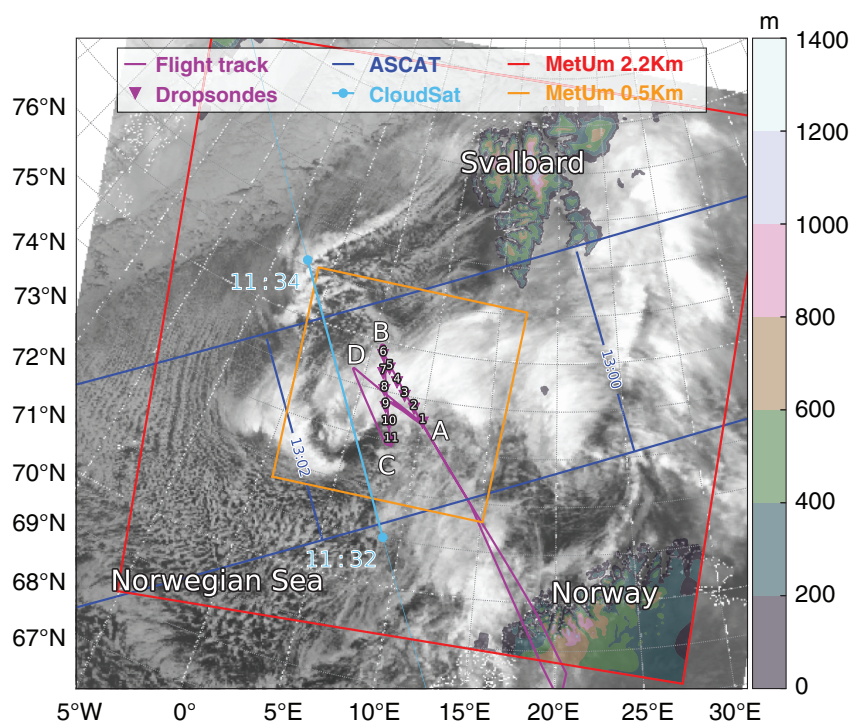 m
Flight track ASCAT MetUm 2.2Km
Dropsondes CloudSat MetUm 0.5Km
1400
1200
1000
800
600
400
200
0
76°N
75°N
74°N
73°N
72°N
71°N
70°N
69°N
68°N
67°N
Svalbard
11:34
B
D
6
5
7
4
8
3
9
2
10
1
11
A
C
13:00
13:02
11:32
Norwegian Sea
Norway
5°W 0° 5°E 10°E 15°E 20°E 25°E 30°E